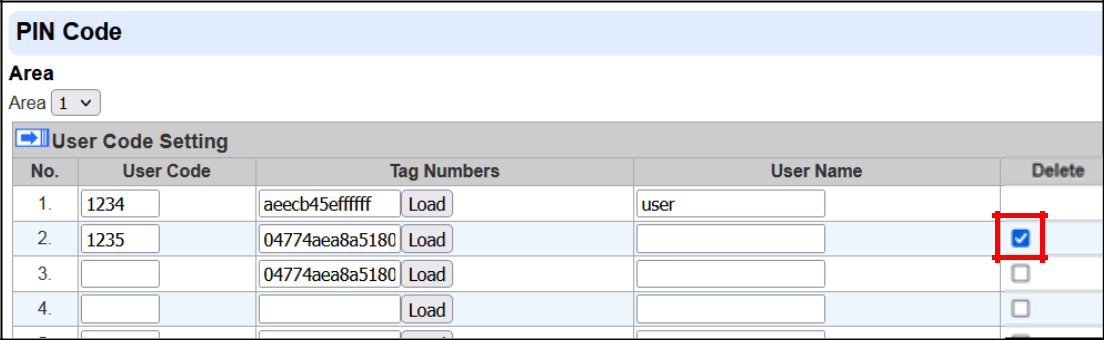 PIN Code
Area
Area 1
User Code Setting
No. User Code Tag Numbers User Name Delete
1. 1234 aeecb45effffff Load user
2. 1235 04774aea8a5180 Load
3. 04774aea8a5180 Load
4. Load